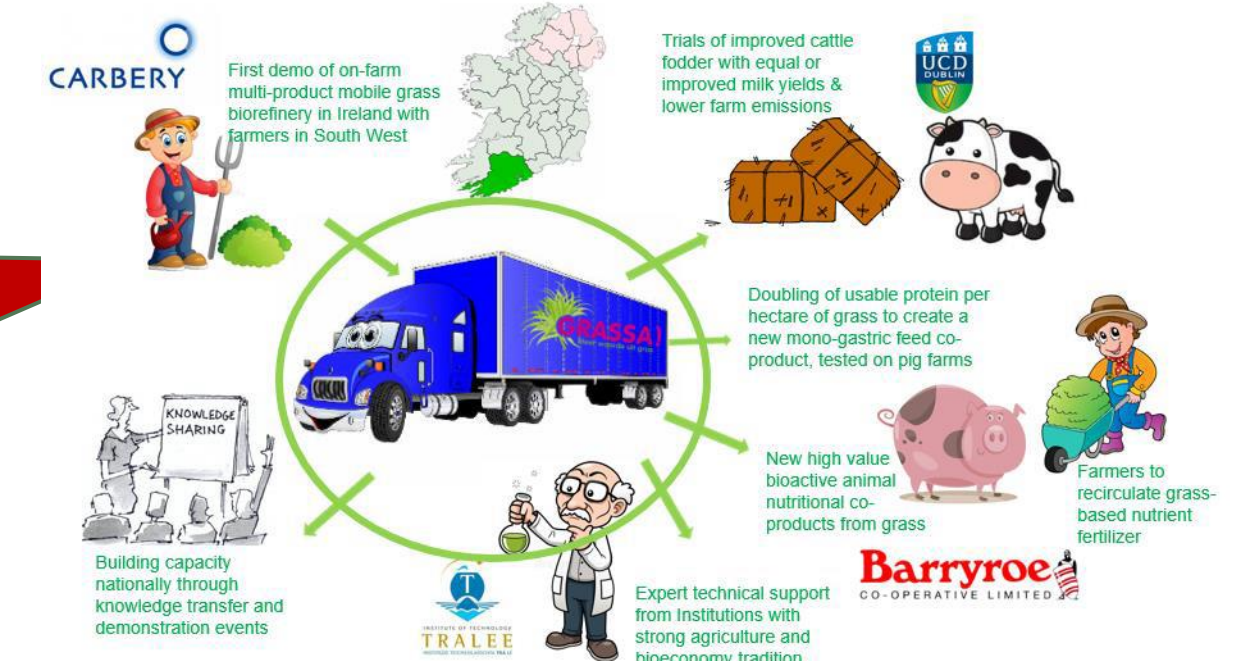 CARBERY
First demo of on-farm
multi-product mobile grass
biorefinery in Ireland with
farmers in South West
Trials of improved cattle
fodder with equal or
improved milk yields &
lower farm emissions
UCD
DUBLIN
GRASSA!
Doubling of usable protein per
hectare of grass to create a
new mono-gastric feed co-
product, tested on pig farms
KNOWLEDGE
SHARING
New high value
bioactive animal
nutritional co-
products from grass
Farmers to
recirculate grass-
based nutrient
fertilizer
Building capacity
nationally through
knowledge transfer and
demonstration events
INSTITUTE OF TECHNOLOGY
TRALEE
Expert technical support
from Institutions with
strong agriculture and
bioeconomy tradition
Barryroe
CO-OPERATIVE LIMITED